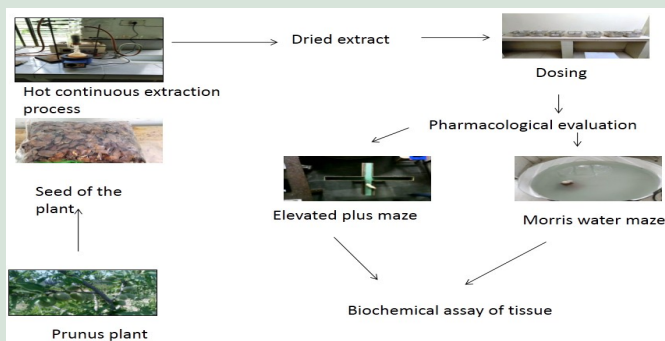 Hot continuous extraction
process
Dried extract
Dosing
Pharmacological evaluation
Seed of the
plant
Elevated plus maze
Morris water maze
Prunus plant
Biochemical assay of tissue